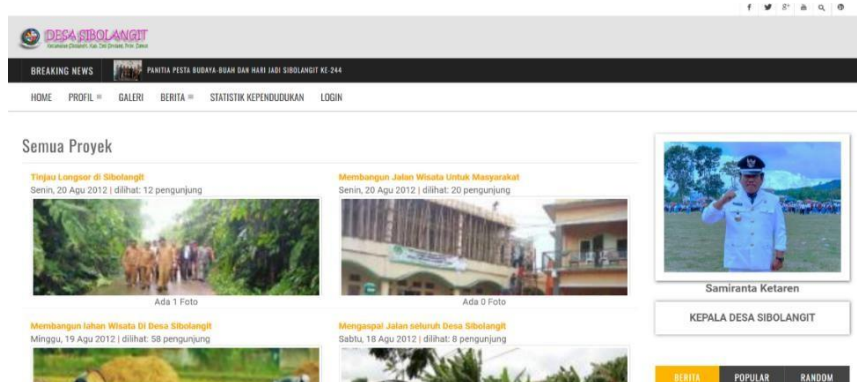 DESA SIBOLANGIT
BREAKING NEWS PANITIA PESTA BUDAYA-BUAH DAN HARI JADI SIBOLANGIT KE-244
HOME PROFIL GALERI BERITA STATISTIK KEPENDUDUKAN LOGIN
Semua Proyek
Tinjau Longsor di Sibolangit
Senin, 20 Agu 2012 | dilihat: 12 pengunjung
Ada 1 Foto
Membangun Jalan Wisata Untuk Masyarakat
Senin, 20 Agu 2012 | dilihat: 20 pengunjung
Ada 0 Foto
Membangun lahan Wisata Di Desa Sibolangit
Minggu, 19 Agu 2012 | dilihat: 58 pengunjung
Mengaspal Jalan seluruh Desa Sibolangit
Sabtu, 18 Agu 2012 | dilihat: 8 pengunjung
Samiranta Ketaren
KEPALA DESA SIBOLANGIT
BERITA POPULAR RANDOM